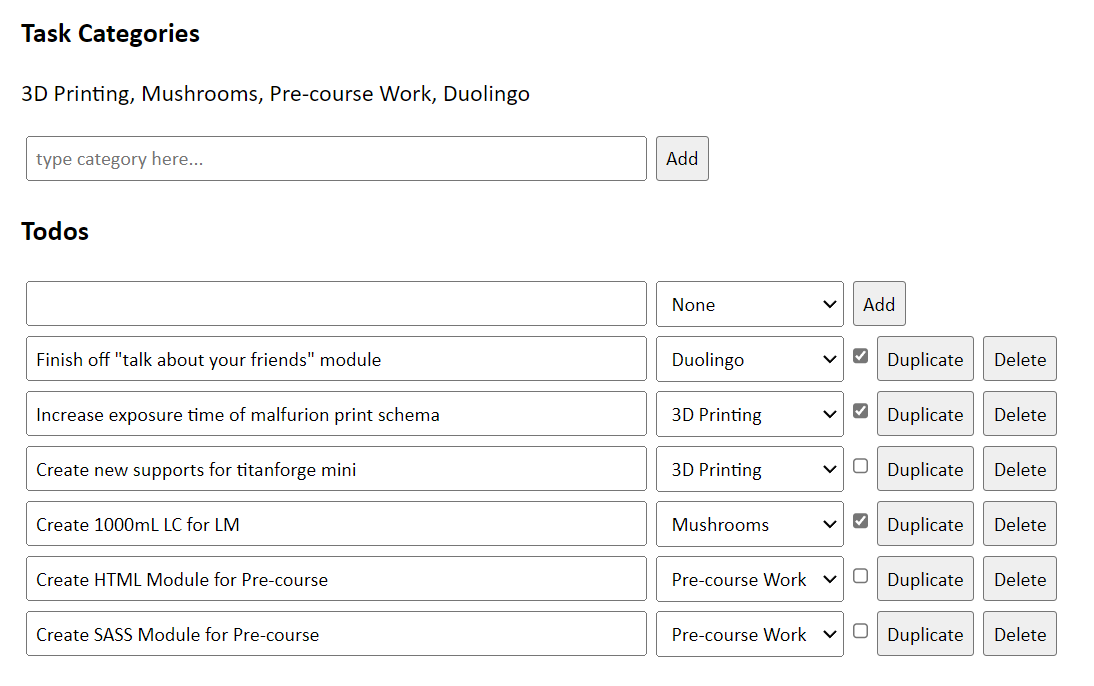 Task Categories
3D Printing, Mushrooms, Pre-course Work, Duolingo
type category here... Add
Todos
None Add
Finish off "talk about your friends" module Duolingo Duplicate Delete
Increase exposure time of malfurion print schema 3D Printing Duplicate Delete
Create new supports for titanforge mini 3D Printing Duplicate Delete
Create 1000mL LC for LM Mushrooms Duplicate Delete
Create HTML Module for Pre-course Pre-course Work Duplicate Delete
Create SASS Module for Pre-course Pre-course Work Duplicate Delete